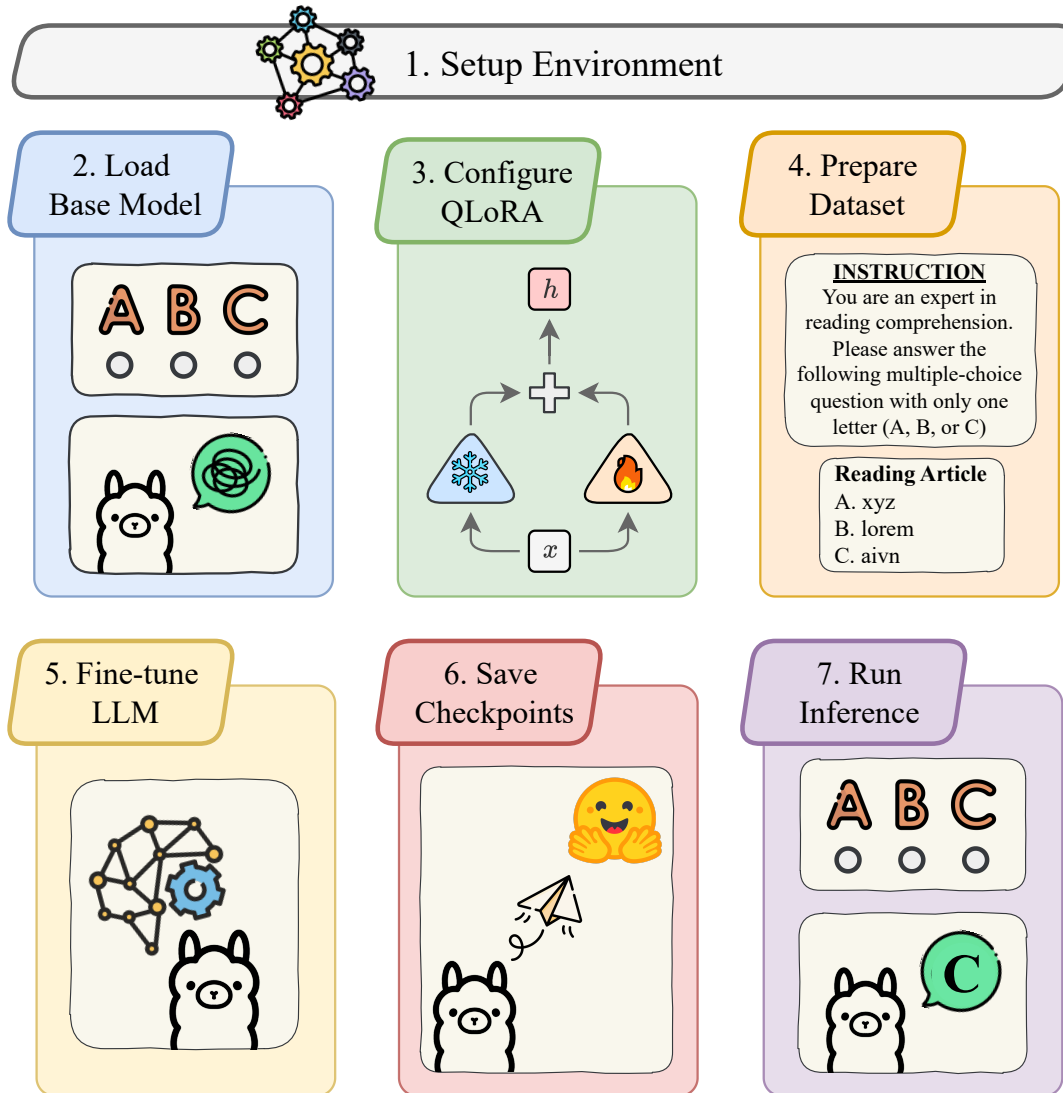 1. Setup Environment
2. Load
Base Model
A B C
3. Configure
QLoRA
h
x
4. Prepare
Dataset
INSTRUCTION
You are an expert in
reading comprehension.
Please answer the
following multiple-choice
question with only one
letter (A, B, or C)
Reading Article
A. xyz
B. lorem
C. aivn
5. Fine-tune
LLM
6. Save
Checkpoints
7. Run
Inference
A B C
C